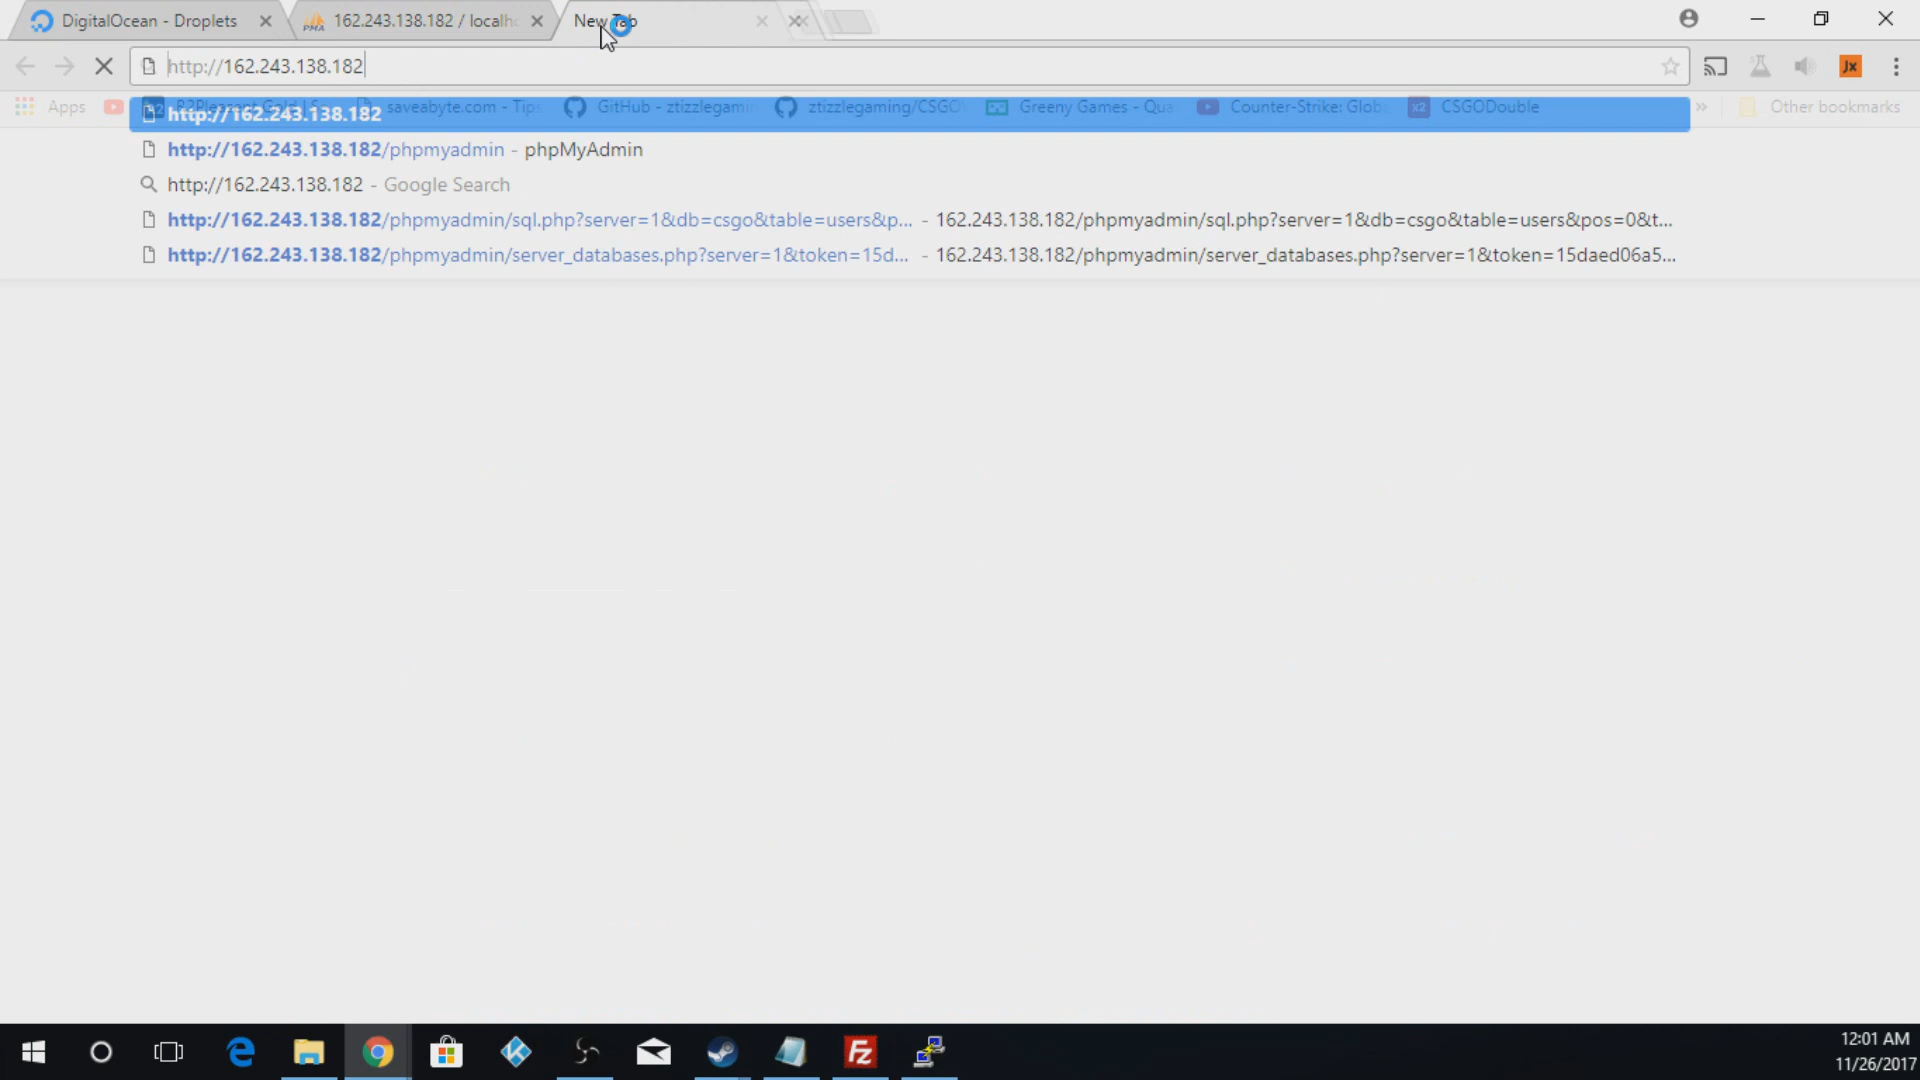 DigitalOcean - Droplets
162.243.138.182 / localh
New Tab
http://162.243.138.182
Jx
Apps
saveabyte.com - Tips
GitHub - ztizzlegamin
ztizzlegaming/CSGO
Greeny Games - Qua
Counter-Strike: Glob
x2 CSGODouble
»
Other bookmarks
http://162.243.138.182
http://162.243.138.182/phpmyadmin - phpMyAdmin
http://162.243.138.182 - Google Search
http://162.243.138.182/phpmyadmin/sql.php?server=1&db=csgo&table=users&p... - 162.243.138.182/phpmyadmin/sql.php?server=1&db=csgo&table=users&pos=0&t...
http://162.243.138.182/phpmyadmin/server_databases.php?server=1&token=15d... - 162.243.138.182/phpmyadmin/server_databases.php?server=1&token=15daed06a5...
12:01 AM
11/26/2017